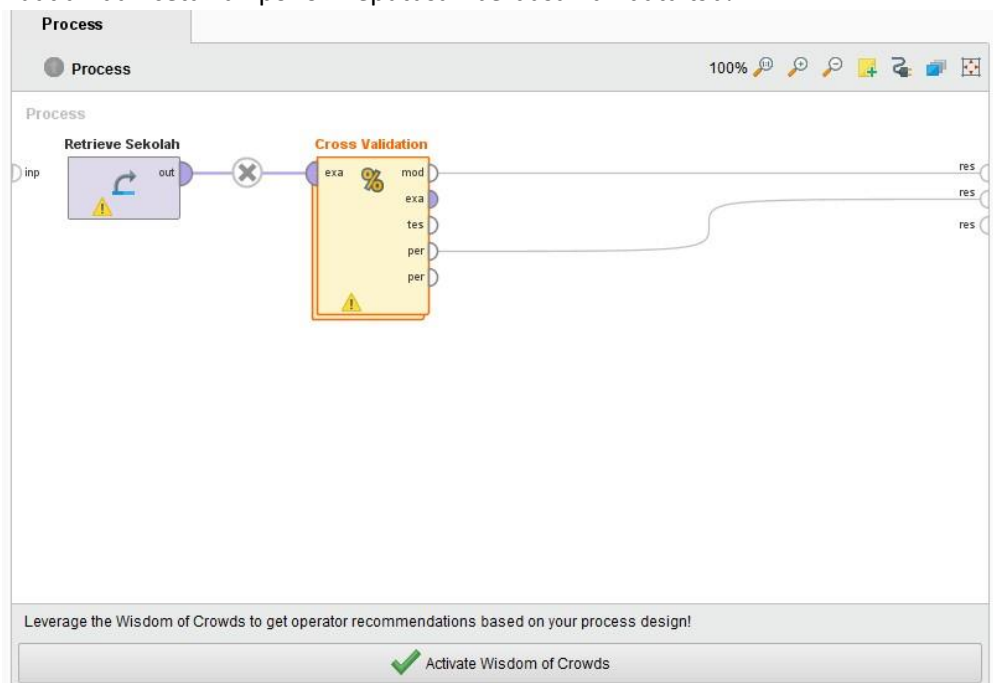 Process
Process
100%
Process
Retrieve Sekolah
Cross Validation
inp
out
exa
mod
exa
tes
per
per
res
res
res
Leverage the Wisdom of Crowds to get operator recommendations based on your process design!
Activate Wisdom of Crowds